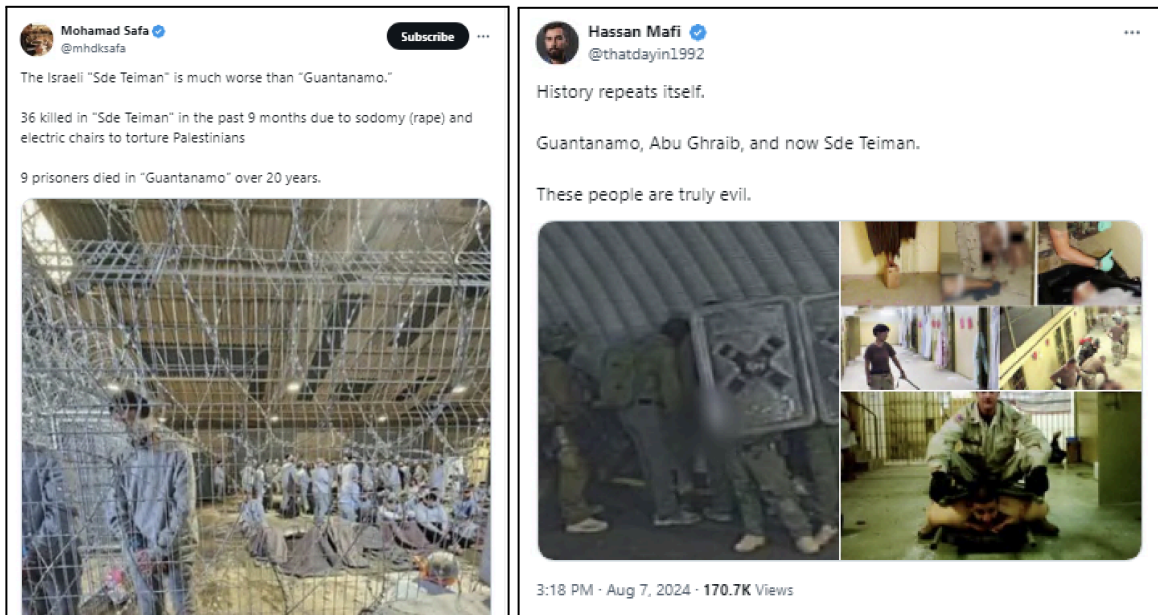 Mohamad Safa
@mhdksafa
Subscribe
The Israeli "Sde Teiman" is much worse than "Guantanamo."
36 killed in "Sde Teiman" in the past 9 months due to sodomy (rape) and
electric chairs to torture Palestinians
9 prisoners died in "Guantanamo" over 20 years.
Hassan Mafi
@thatdayin1992
History repeats itself.
Guantanamo, Abu Ghraib, and now Sde Teiman.
These people are truly evil.
3:18 PM · Aug 7, 2024 · 170.7K Views